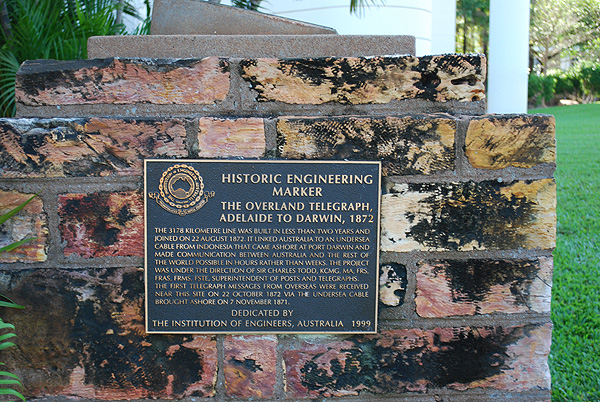 HISTORIC ENGINEERING
MARKER
THE OVERLAND TELEGRAPH,
ADELAIDE TO DARWIN, 1872
THE 3178 KILOMETRE LINE WAS BUILT IN LESS THAN TWO YEARS AND
JOINED ON 22 AUGUST 1872. IT LINKED AUSTRALIA TO AN UNDERSEA
CABLE FROM INDONESIA THAT CAME ASHORE AT PORT DARWIN AND
MADE COMMUNICATION BETWEEN AUSTRALIA AND THE REST OF
THE WORLD POSSIBLE IN HOURS RATHER THAN WEEKS. THE PROJECT
WAS UNDER THE DIRECTION OF SIR CHARLES TODD, KCMG, MA, FRS,
FRAS, FRMS, FSTE, SUPERINTENDENT OF POSTS AND TELEGRAPHS.
THE FIRST TELEGRAPH MESSAGES FROM OVERSEAS WERE RECEIVED
NEAR THIS SITE ON 22 OCTOBER 1872 VIA THE UNDERSEA CABLE
BROUGHT ASHORE ON 7 NOVEMBER 1871.
DEDICATED BY
THE INSTITUTION OF ENGINEERS, AUSTRALIA 1999